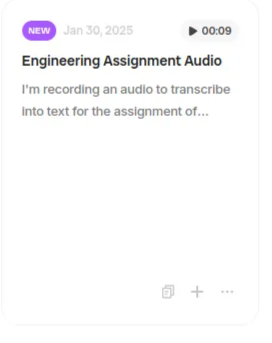 NEW Jan 30, 2025 00:09
Engineering Assignment Audio
I'm recording an audio to transcribe
into text for the assignment of...